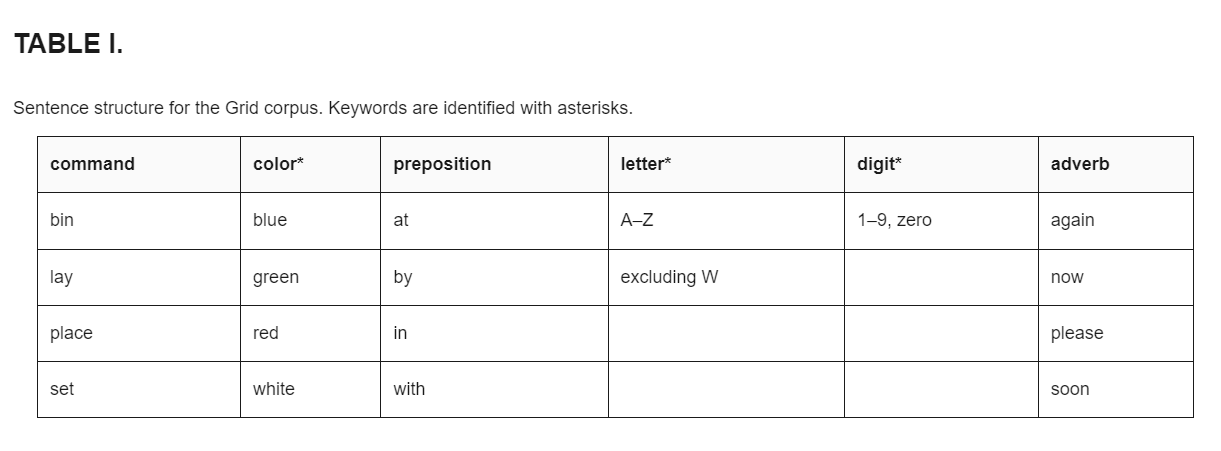 TABLE I.
Sentence structure for the Grid corpus. Keywords are identified with asterisks.
command color* preposition letter* digit* adverb
bin blue at A–Z 1–9, zero again
lay green by excluding W now
place red in please
set white with soon